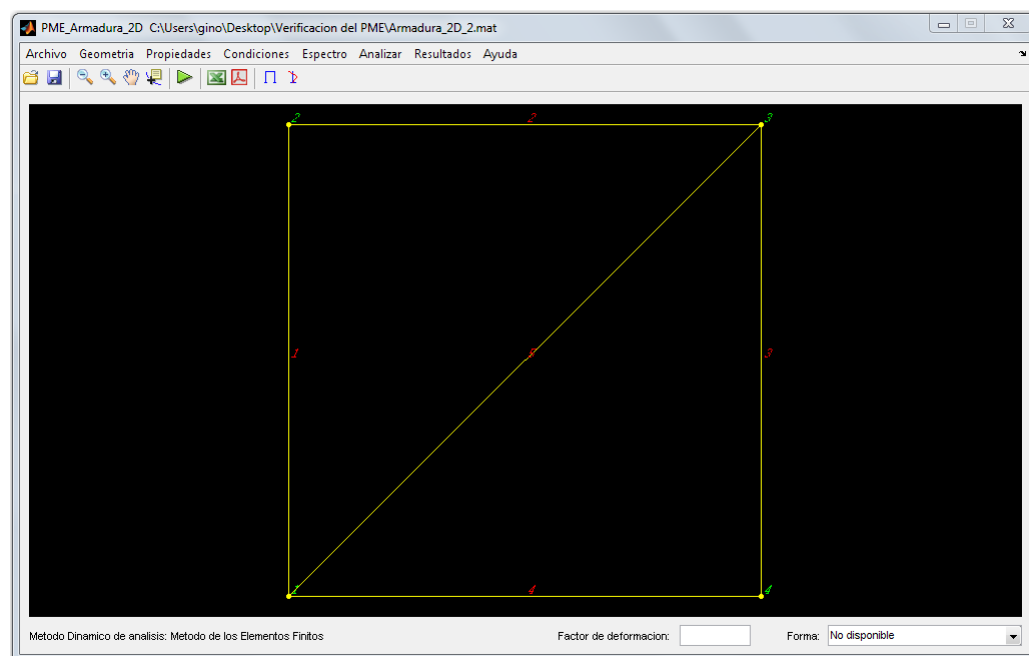 PME_Armadura_2D C:\Users\gino\Desktop\Verificacion del PME\Armadura_2D_2.mat
Archivo Geometria Propiedades Condiciones Espectro Analizar Resultados Ayuda
2 2 3
1 5 3
1 4 4
Metodo Dinamico de analisis: Metodo de los Elementos Finitos Factor de deformacion: Forma: No disponible